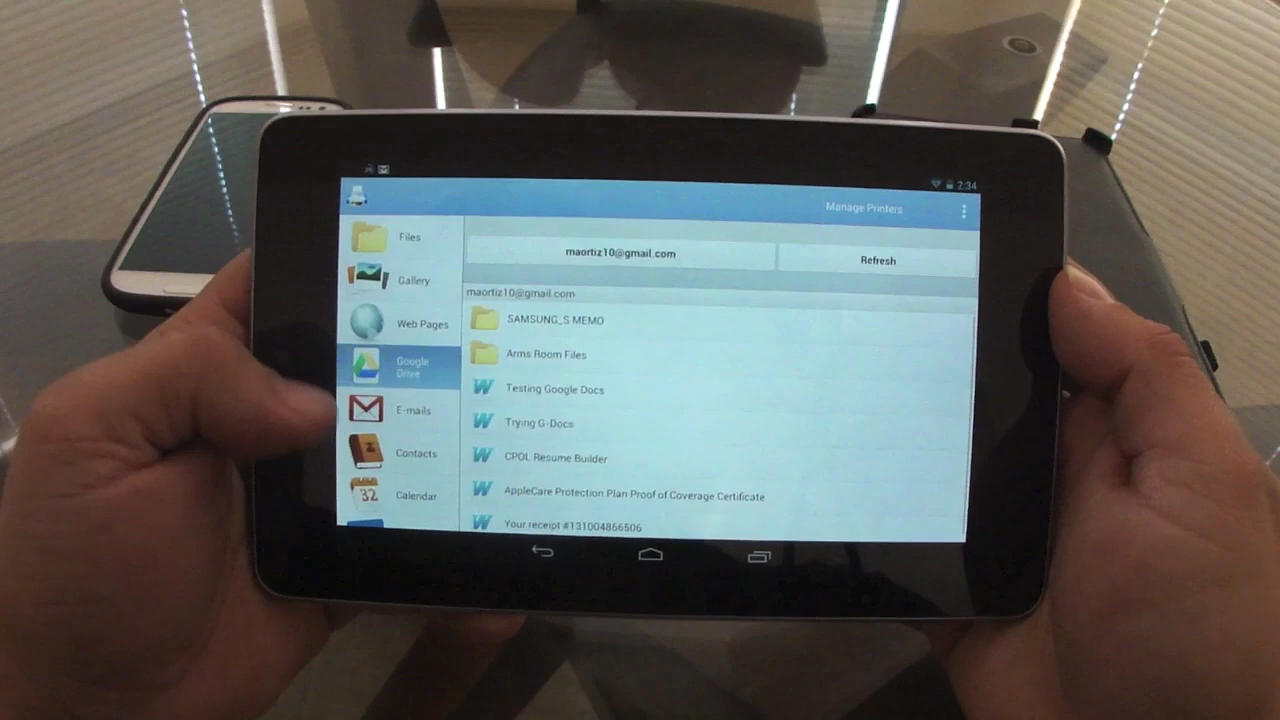 2:34
Manage Printers
Files
Gallery
Web Pages
Google
Drive
E-mails
Contacts
32
Calendar
maortiz10@gmail.com
Refresh
maortiz10@gmail.com
SAMSUNG_S MEMO
Arms Room Files
W Testing Google Docs
W Trying G-Docs
W CPOL Resume Builder
W AppleCare Protection Plan Proof of Coverage Certificate
W Your receipt #131004866506